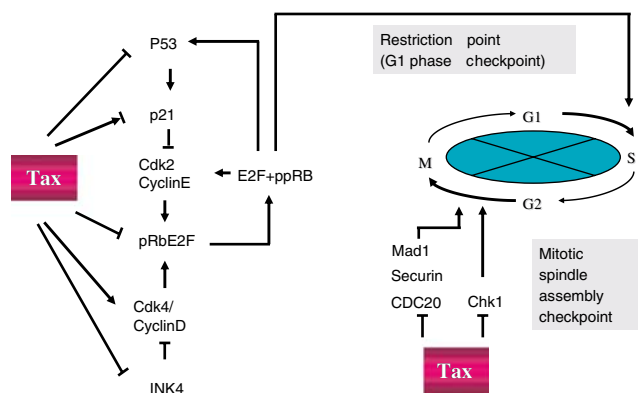 P53
Restriction point
(G1 phase checkpoint)
p21
G1
Tax
Cdk2
CyclinE
E2F+ppRB
M
S
G2
pRbE2F
Mad1
Securin
CDC20
Chk1
Mitotic
spindle
assembly
checkpoint
Cdk4/
CyclinD
Tax
INK4